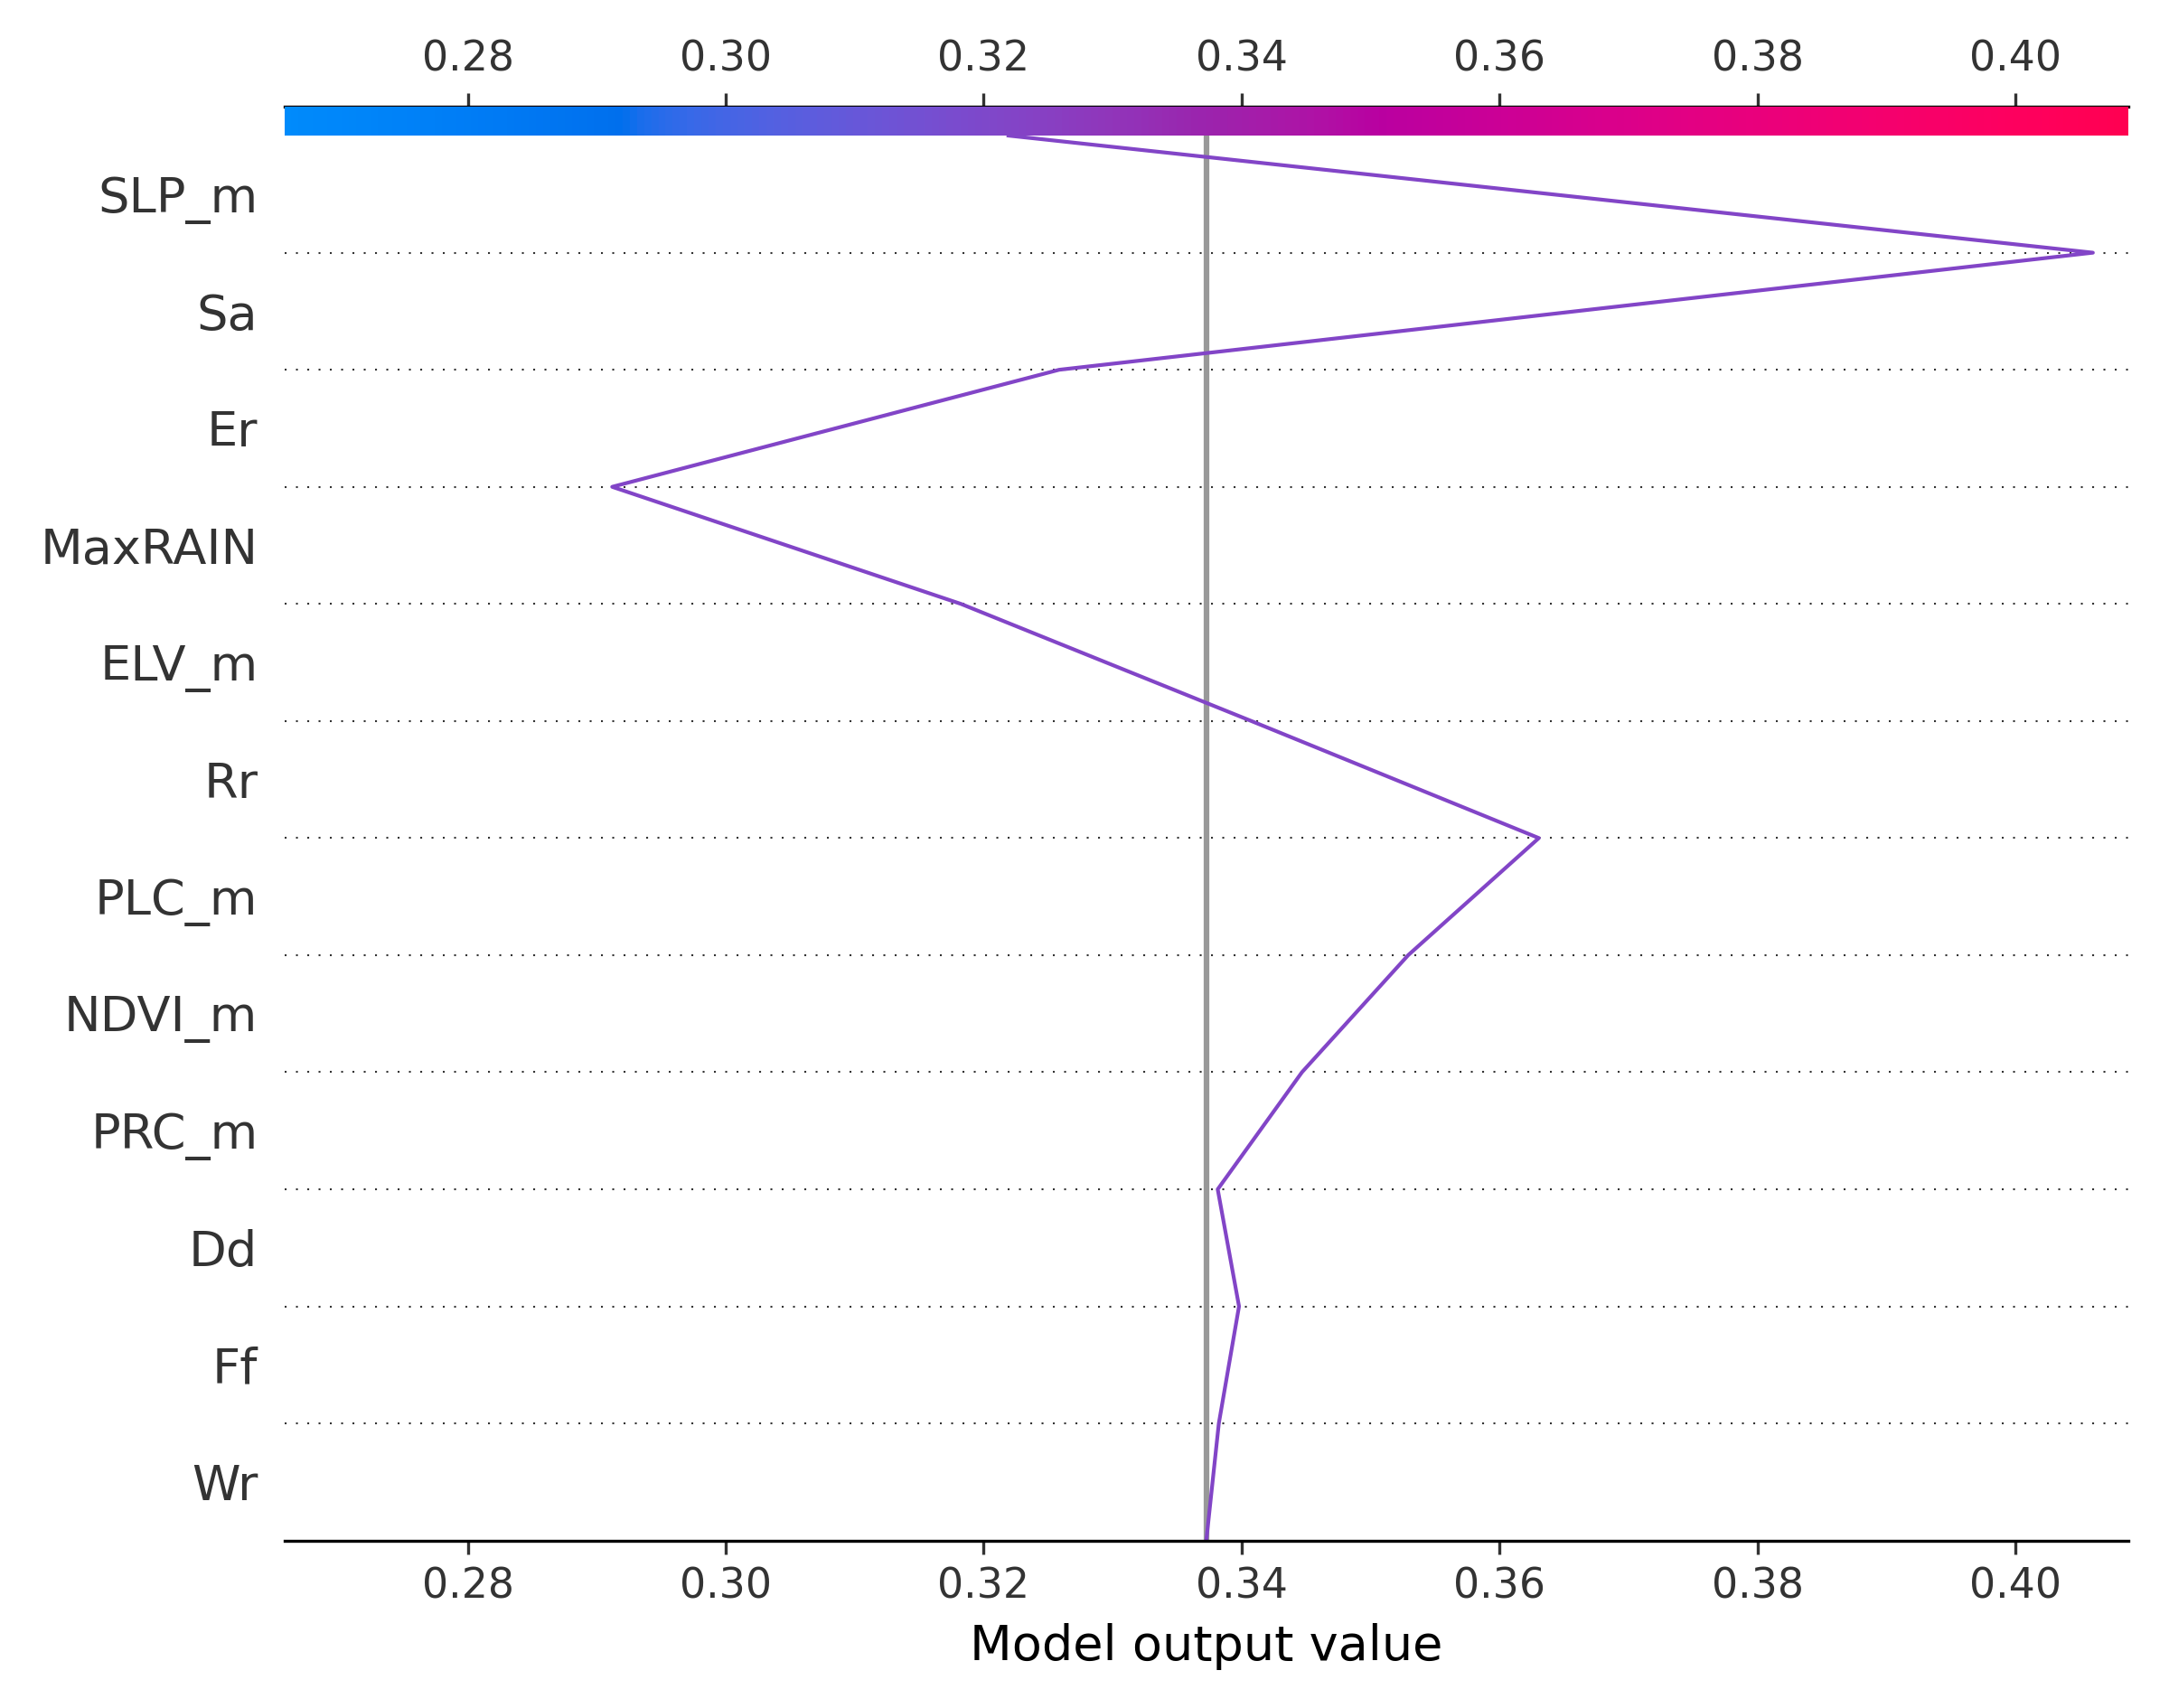 0.28 0.30 0.32 0.34 0.36 0.38 0.40
SLP_m
Sa
Er
MaxRAIN
ELV_m
Rr
PLC_m
NDVI_m
PRC_m
Dd
Ff
Wr
0.28 0.30 0.32 0.34 0.36 0.38 0.40
Model output value